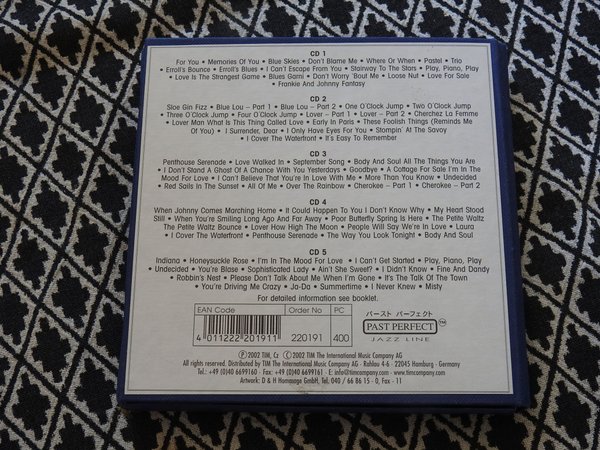 CD 1
For You • Memories Of You • Blue Skies • Don't Blame Me • Where Or When • Pastel • Trio
• Erroll's Bounce • Erroll's Blues • I Can't Escape From You • Stairway To The Stars • Play, Piano, Play
• Love Is The Strangest Game • Blues Garni • Don't Worry 'Bout Me • Loose Nut • Love For Sale
• Frankie And Johnny Fantasy
CD 2
Sloe Gin Fizz • Blue Lou – Part 1 • Blue Lou – Part 2 • One O'Clock Jump • Two O'Clock Jump
• Three O'Clock Jump • Four O'Clock Jump • Lover – Part 1 • Lover – Part 2 • Cherchez La Femme
• Lover Man What Is This Thing Called Love • Early In Paris • These Foolish Things (Reminds Me
Of You) • I Surrender, Dear • I Only Have Eyes For You • Stompin' At The Savoy
• I Cover The Waterfront • It's Easy To Remember
CD 3
Penthouse Serenade • Love Walked In • September Song • Body And Soul All The Things You Are
• I Don't Stand A Ghost Of A Chance With You Yesterdays • Goodbye • A Cottage For Sale I'm In The
Mood For Love • I Can't Believe That You're In Love With Me • More Than You Know • Undecided
• Red Sails In The Sunset • All Of Me • Over The Rainbow • Cherokee – Part 1 • Cherokee – Part 2
CD 4
When Johnny Comes Marching Home • It Could Happen To You I Don't Know Why • My Heart Stood
Still • When You're Smiling Long Ago And Far Away • Poor Butterfly Spring Is Here • The Petite Waltz
The Petite Waltz Bounce • Lover How High The Moon • People Will Say We're In Love • Laura
• I Cover The Waterfront • Penthouse Serenade • The Way You Look Tonight • Body And Soul
CD 5
Indiana • Honeysuckle Rose • I'm In The Mood For Love • I Can't Get Started • Play, Piano, Play
• Undecided • You're Blase • Sophisticated Lady • Ain't She Sweet? • I Didn't Know • Fine And Dandy
• Robbin's Nest • Please Don't Talk About Me When I'm Gone • It's The Talk Of The Town
• You're Driving Me Crazy • Ja-Da • Summertime • I Never Knew • Misty
For detailed information see booklet.
EAN Code Order No PC
4 011222 201911 220191 400
パースト パーフェクト
PAST PERFECT TM
JAZZ LINE
℗ 2002 TIM, Cz © 2002 TIM The International Music Company AG
All rights reserved. Distributed by TIM The International Music Company AG - Rahlau 4-6 - 22045 Hamburg - Germany
Tel.: +49 (0)40 6699160 - Fax: +49 (0)40 6699161 - E: info@timcompany.com - www.timcompany.com
Artwork: D & H Hommage GmbH, Tel. 040 / 6 68 16 15 - 0, Fax - 11